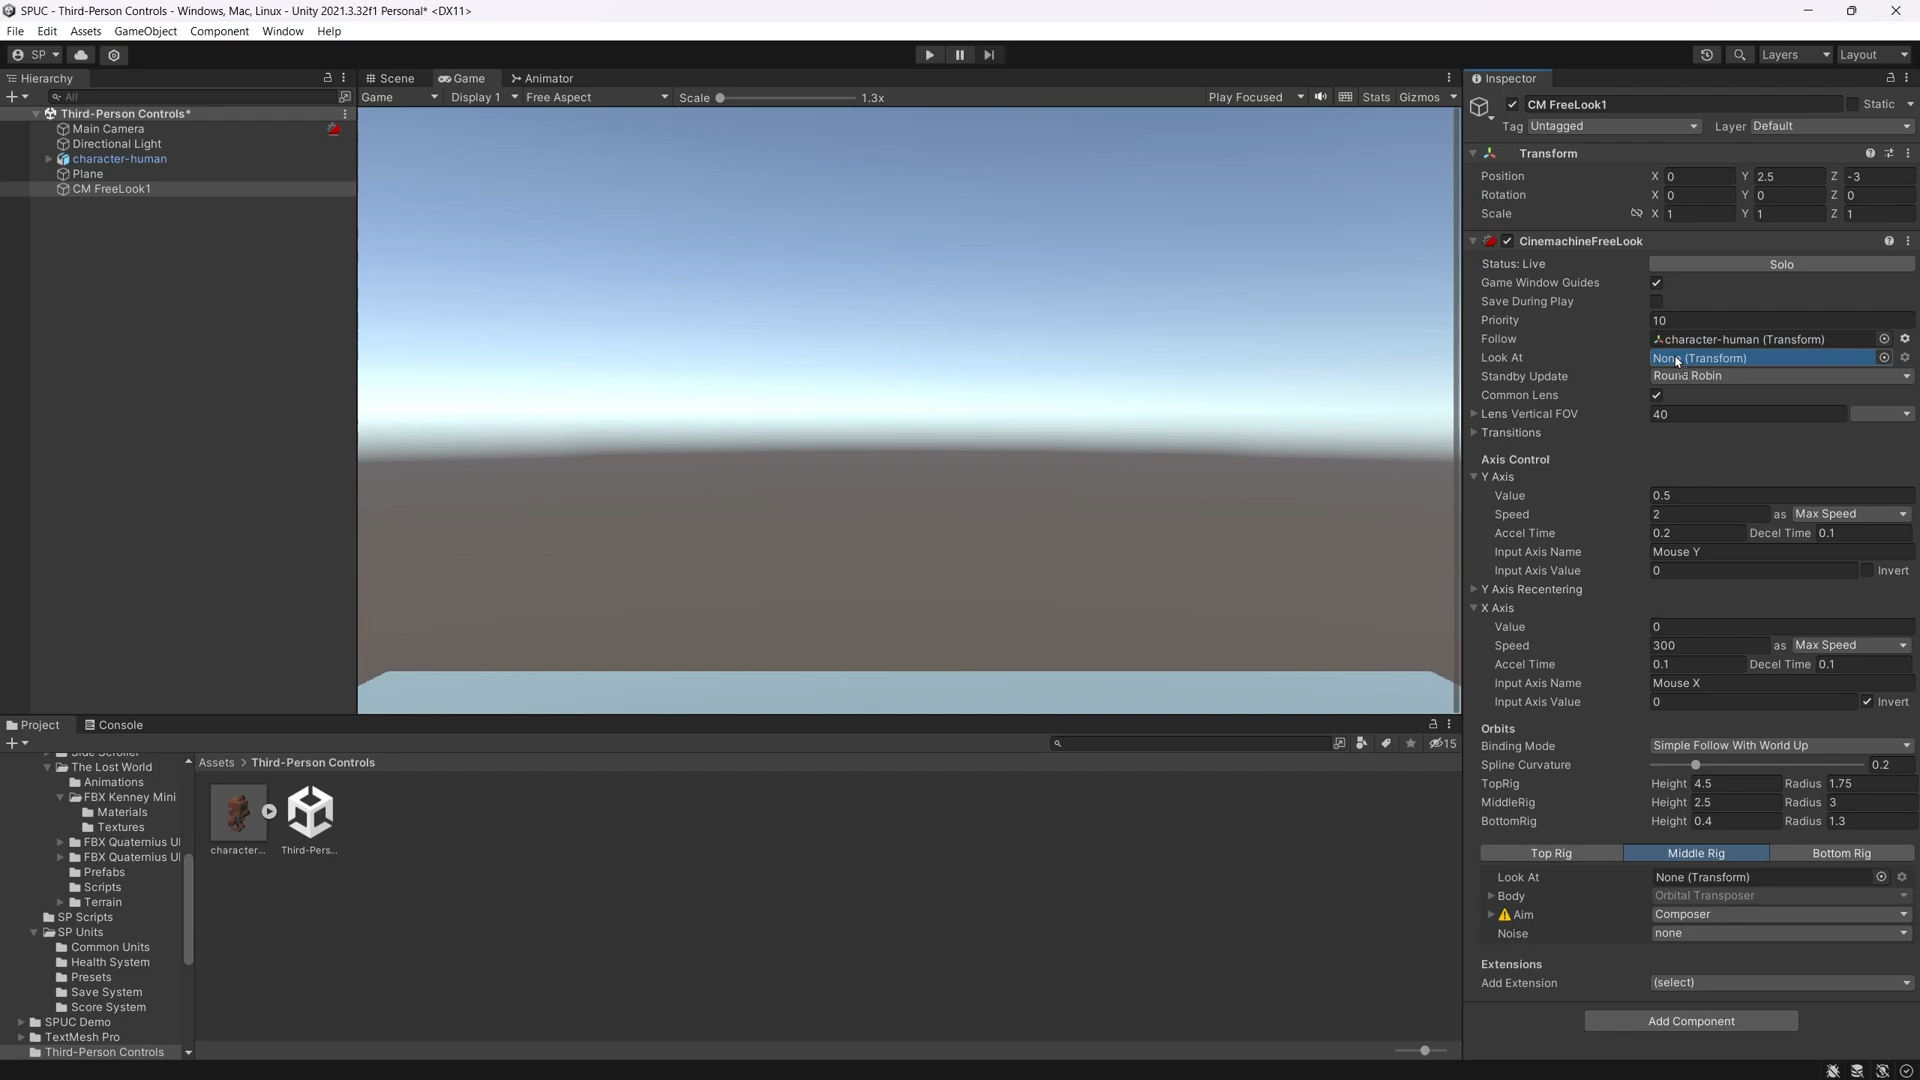 SPUC - Third-Person Controls - Windows, Mac, Linux - Unity 2021.3.32f1 Personal* <DX11>
File Edit Assets GameObject Component Window Help
SP
Layers
Layout
Hierarchy
All
Third-Person Controls*
Main Camera
Directional Light
character-human
Plane
CM FreeLook1
Scene
Game
Animator
Game
Display 1
Free Aspect
Scale
1.3x
Play Focused
Stats
Gizmos
Project
Console
15
Side Scroller
The Lost World
Animations
FBX Kenney Mini
Materials
Textures
FBX Quaternius Ul
FBX Quaternius Ul
Prefabs
Scripts
Terrain
SP Scripts
SP Units
Common Units
Health System
Presets
Save System
Score System
SPUC Demo
TextMesh Pro
Third-Person Controls
Assets > Third-Person Controls
character...
Third-Pers...
Inspector
CM FreeLook1
Static
Tag Untagged
Layer Default
Transform
Position X 0 Y 2.5 Z -3
Rotation X 0 Y 0 Z 0
Scale X 1 Y 1 Z 1
CinemachineFreeLook
Status: Live Solo
Game Window Guides
Save During Play
Priority 10
Follow character-human (Transform)
Look At None (Transform)
Standby Update Round Robin
Common Lens
Lens Vertical FOV 40
Transitions
Axis Control
Y Axis
Value 0.5
Speed 2 as Max Speed
Accel Time 0.2 Decel Time 0.1
Input Axis Name Mouse Y
Input Axis Value 0 Invert
Y Axis Recentering
X Axis
Value 0
Speed 300 as Max Speed
Accel Time 0.1 Decel Time 0.1
Input Axis Name Mouse X
Input Axis Value 0 Invert
Orbits
Binding Mode Simple Follow With World Up
Spline Curvature 0.2
TopRig Height 4.5 Radius 1.75
MiddleRig Height 2.5 Radius 3
BottomRig Height 0.4 Radius 1.3
Top Rig Middle Rig Bottom Rig
Look At None (Transform)
Body Orbital Transposer
Aim Composer
Noise none
Extensions
Add Extension (select)
Add Component